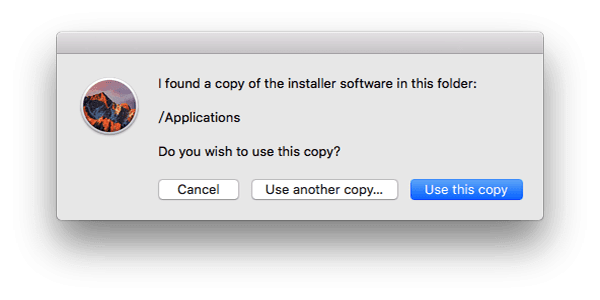 I found a copy of the installer software in this folder:
/Applications
Do you wish to use this copy?
Cancel
Use another copy...
Use this copy